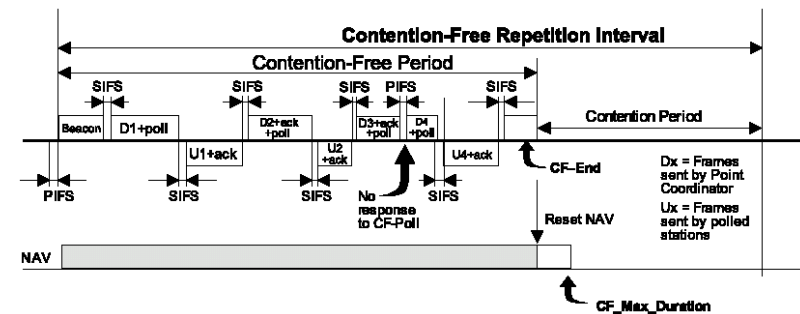 Contention-Free Repetition Interval
Contention-Free Period
SIFS
SIFS
SIFS
PIFS
SIFS
Contention Period
Beacon
D1+poll
D2+ack
+poll
D3+ack
+poll
D4
+poll
U1+ack
U2
+ack
U4+ack
CF-End
Dx = Frames
sent by Point
Coordinator
Ux = Frames
sent by polled
stations
PIFS
SIFS
SIFS
No
response
to CF-Poll
SIFS
Reset NAV
NAV
CF_Max_Duration